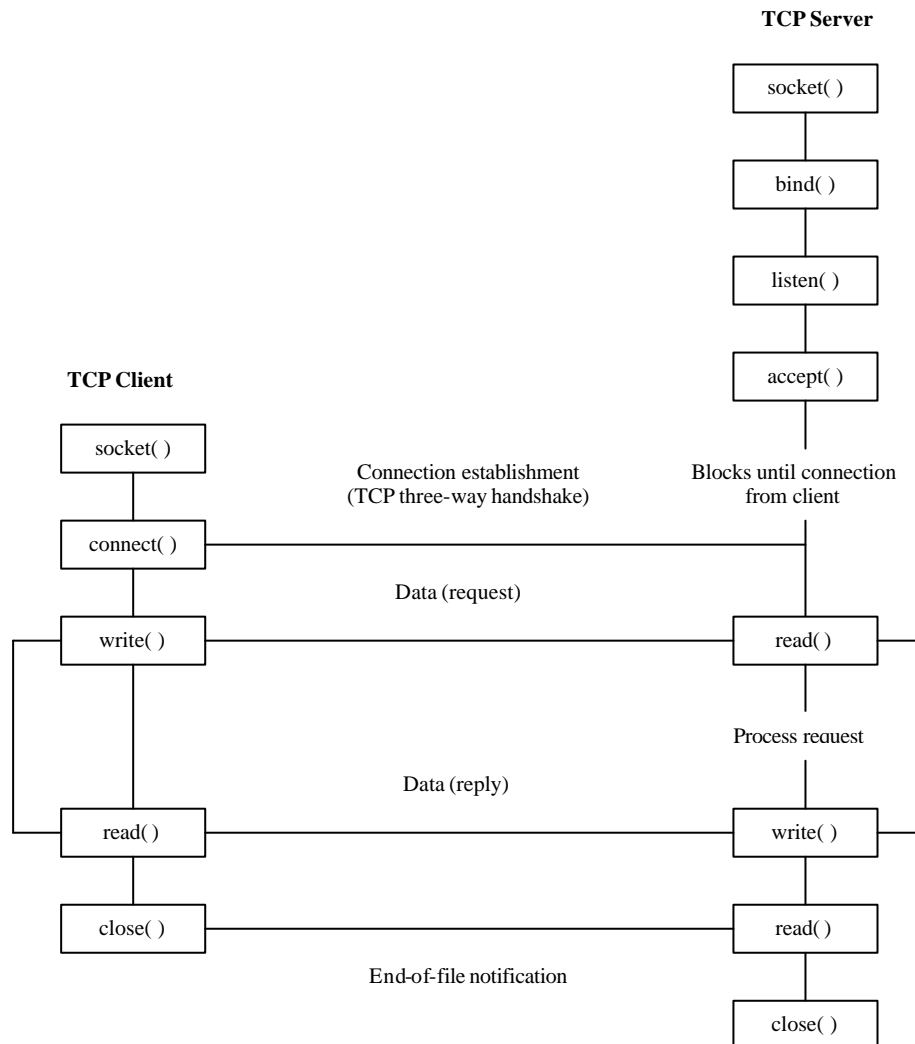 TCP Server
socket( )
bind( )
listen( )
accept( )
TCP Client
socket( )
Connection establishment
(TCP three-way handshake)
Blocks until connection
from client
connect( )
Data (request)
write( )
read( )
Process request
Data (reply)
read( )
write( )
close( )
read( )
End-of-file notification
close( )